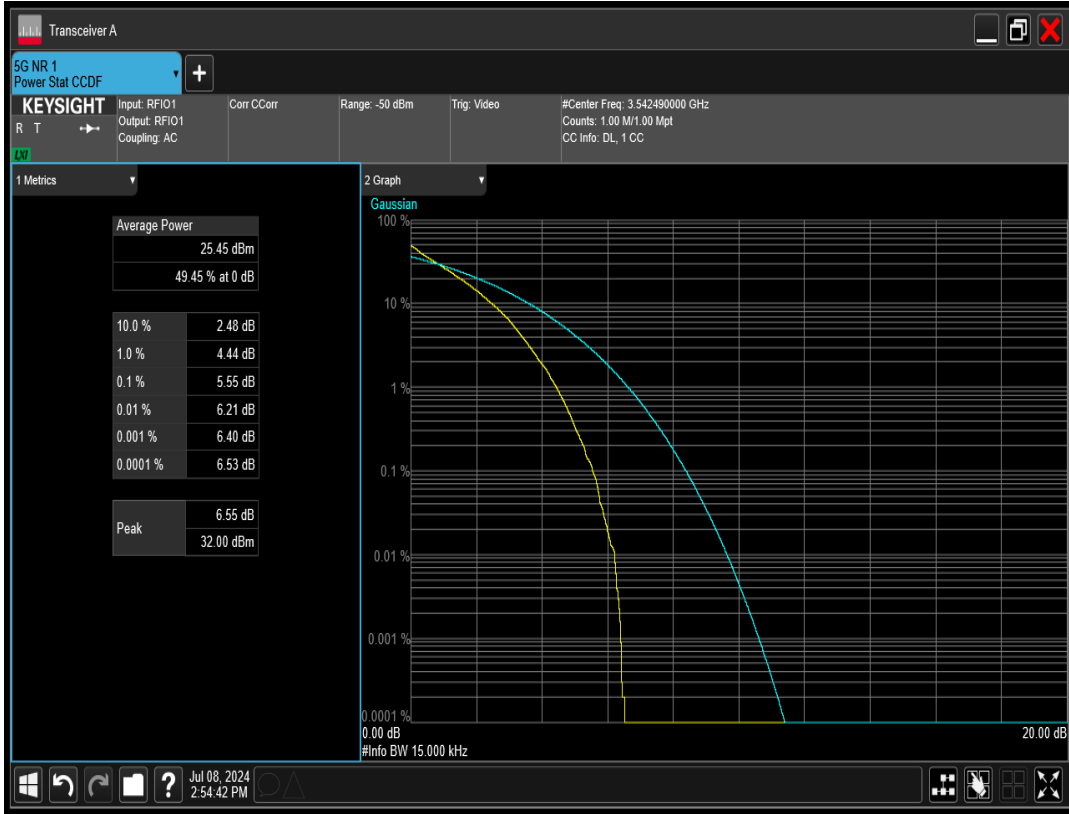 Transceiver A
5G NR 1
Power Stat CCDF
KEYSIGHT
R T
LXI
Input: RFIO1
Output: RFIO1
Coupling: AC
Corr CCorr
Range: -50 dBm
Trig: Video
#Center Freq: 3.542490000 GHz
Counts: 1.00 M/1.00 Mpt
CC Info: DL, 1 CC
1 Metrics
Average Power
25.45 dBm
49.45 % at 0 dB
10.0 % 2.48 dB
1.0 % 4.44 dB
0.1 % 5.55 dB
0.01 % 6.21 dB
0.001 % 6.40 dB
0.0001 % 6.53 dB
Peak 6.55 dB
32.00 dBm
2 Graph
Gaussian
100 %
10 %
1 %
0.1 %
0.01 %
0.001 %
0.0001 %
0.00 dB 20.00 dB
#Info BW 15.000 kHz
?
Jul 08, 2024
2:54:42 PM